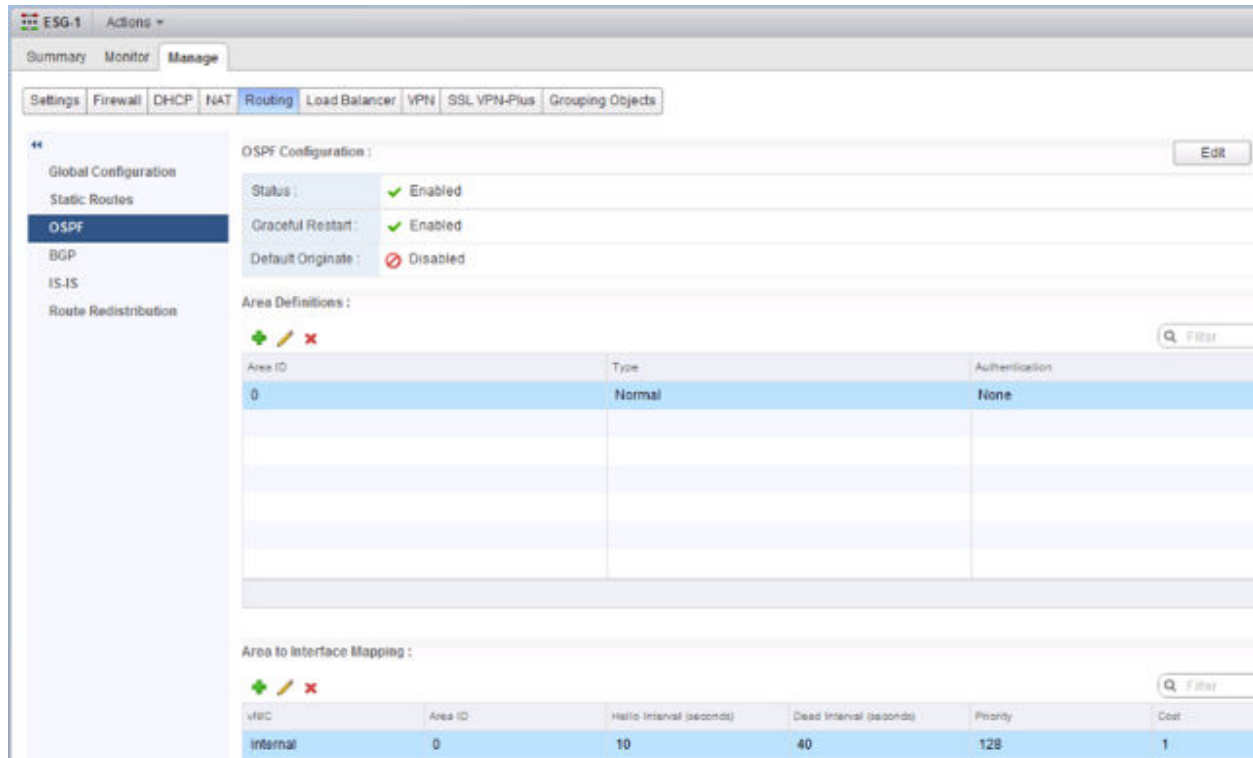 ESG-1 Actions
Summary Monitor Manage
Settings Firewall DHCP NAT Routing Load Balancer VPN SSL VPN-Plus Grouping Objects
Global Configuration
Static Routes
OSPF
BGP
IS-IS
Route Redistribution
OSPF Configuration :
Edit
Status : Enabled
Graceful Restart : Enabled
Default Originate : Disabled
Area Definitions :
Filter
Area ID Type Authentication
0 Normal None
Area to Interface Mapping :
Filter
vNIC Area ID Hello Interval (seconds) Dead Interval (seconds) Priority Cost
internal 0 10 40 128 1